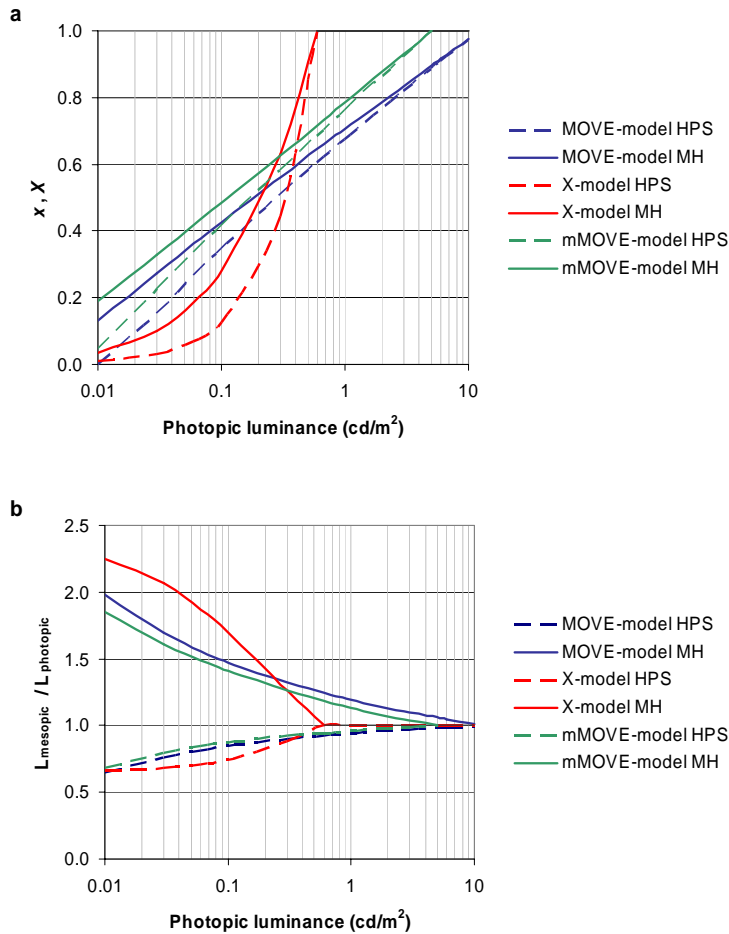 a
1.0
0.8
0.6
0.4
0.2
0.0
x , X
0.01
0.1
1
10
Photopic luminance (cd/m²)
MOVE-model HPS
MOVE-model MH
X-model HPS
X-model MH
mMOVE-model HPS
mMOVE-model MH
b
2.5
2.0
1.5
1.0
0.5
0.0
Lmesopic / Lphotopic
0.01
0.1
1
10
Photopic luminance (cd/m²)
MOVE-model HPS
MOVE-model MH
X-model HPS
X-model MH
mMOVE-model HPS
mMOVE-model MH